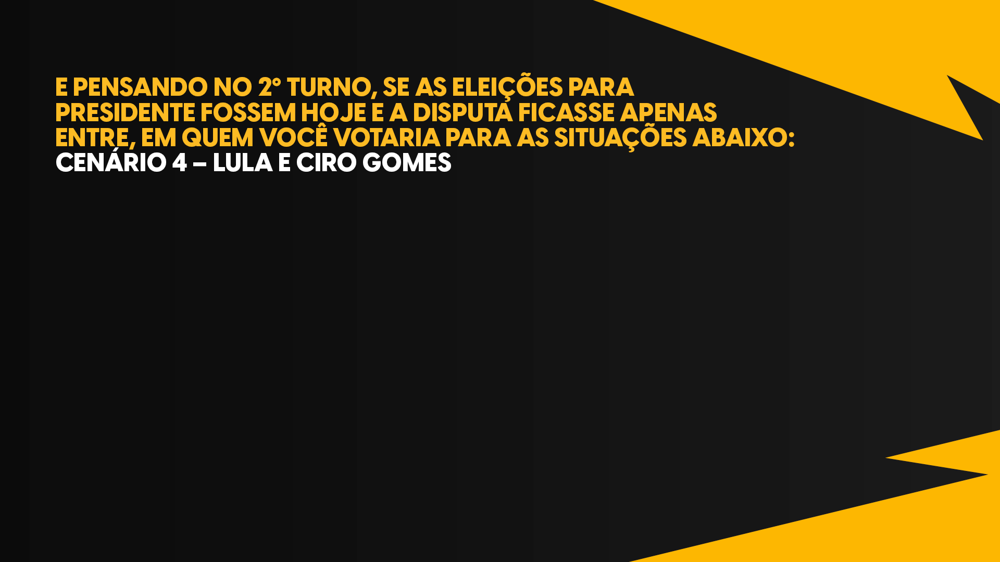 E PENSANDO NO 2º TURNO, SE AS ELEIÇÕES PARA
PRESIDENTE FOSSEM HOJE E A DISPUTA FICASSE APENAS
ENTRE, EM QUEM VOCÊ VOTARIA PARA AS SITUAÇÕES ABAIXO:
CENÁRIO 4 – LULA E CIRO GOMES